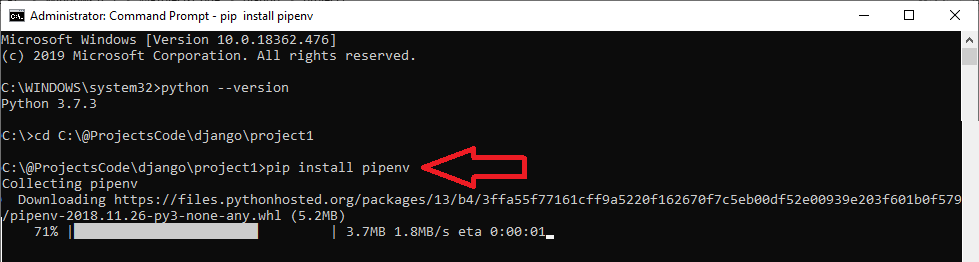 Administrator: Command Prompt - pip  install pipenv
Microsoft Windows [Version 10.0.18362.476]
(c) 2019 Microsoft Corporation. All rights reserved.
C:\WINDOWS\system32>python --version
Python 3.7.3
C:\>cd C:\@ProjectsCode\django\project1
C:\@ProjectsCode\django\project1>pip install pipenv
Collecting pipenv
  Downloading https://files.pythonhosted.org/packages/13/b4/3ffa55f77161cff9a5220f162670f7c5eb00df52e00939e203f601b0f579
/pipenv-2018.11.26-py3-none-any.whl (5.2MB)
    71% |                                | 3.7MB 1.8MB/s eta 0:00:01